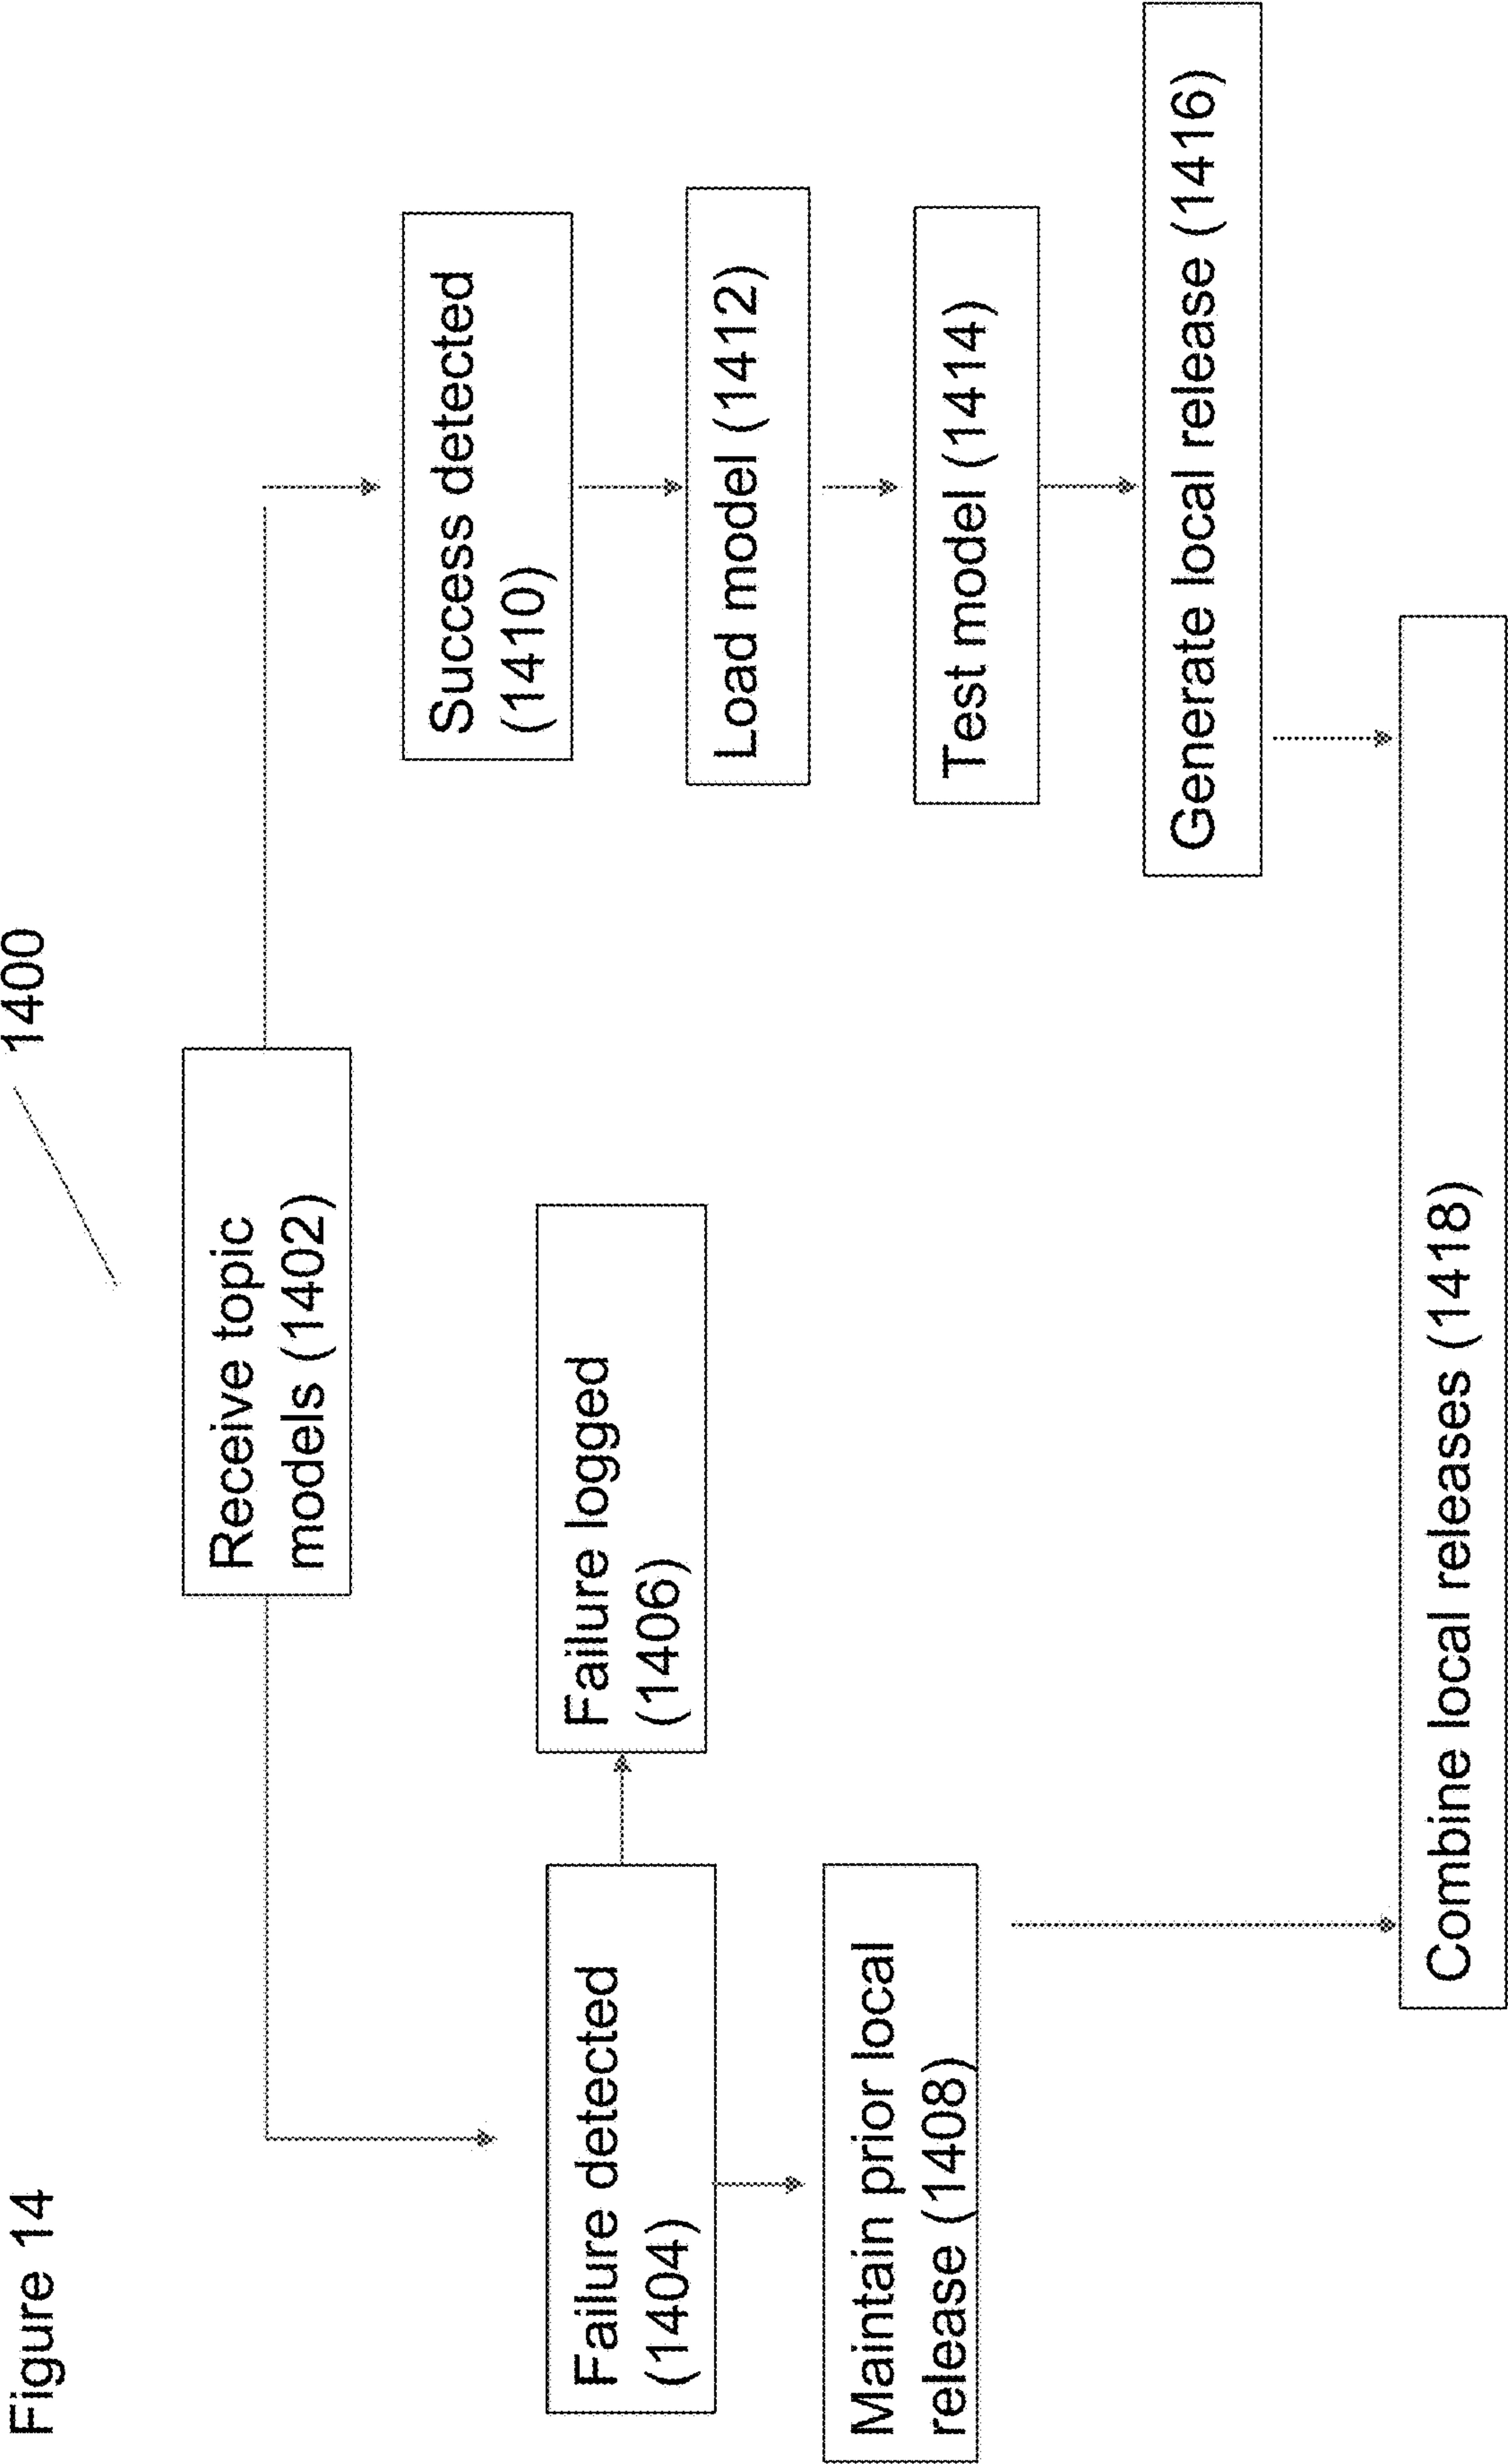 Figure 14
1400
Receive topic
models (1402)
Failure detected
(1404)
Failure logged
(1406)
Maintain prior local
release (1408)
Success detected
(1410)
Load model (1412)
Test model (1414)
Generate local release (1416)
Combine local releases (1418)